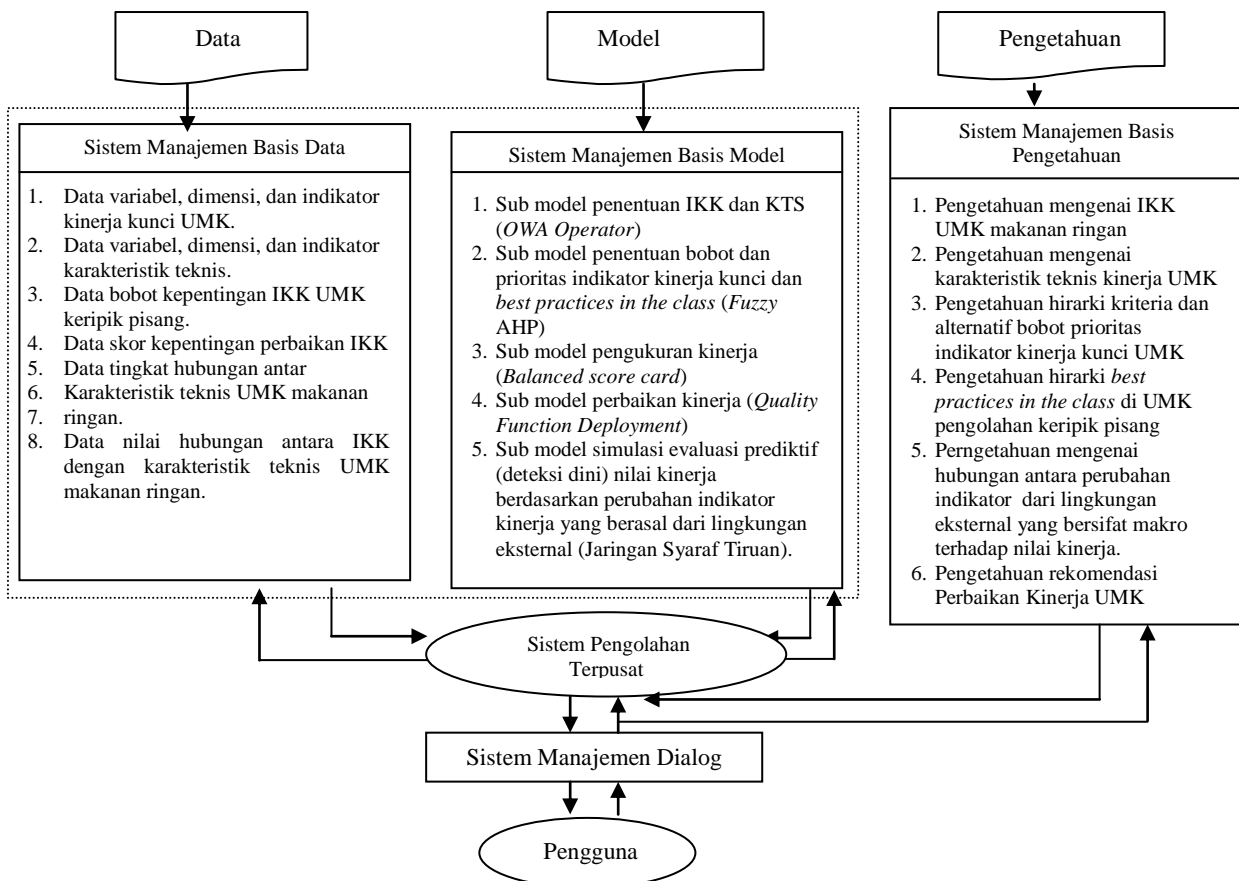 Data
Model
Pengetahuan
Sistem Manajemen Basis Data
1. Data variabel, dimensi, dan indikator
kinerja kunci UMK.
2. Data variabel, dimensi, dan indikator
karakteristik teknis.
3. Data bobot kepentingan IKK UMK
keripik pisang.
4. Data skor kepentingan perbaikan IKK
5. Data tingkat hubungan antar
6. Karakteristik teknis UMK makanan
7. ringan.
8. Data nilai hubungan antara IKK
dengan karakteristik teknis UMK
makanan ringan.
Sistem Manajemen Basis Model
1. Sub model penentuan IKK dan KTS
(OWA Operator)
2. Sub model penentuan bobot dan
prioritas indikator kinerja kunci dan
best practices in the class (Fuzzy
AHP)
3. Sub model pengukuran kinerja
(Balanced score card)
4. Sub model perbaikan kinerja (Quality
Function Deployment)
5. Sub model simulasi evaluasi prediktif
(deteksi dini) nilai kinerja
berdasarkan perubahan indikator
kinerja yang berasal dari lingkungan
eksternal (Jaringan Syaraf Tiruan).
Sistem Manajemen Basis
Pengetahuan
1. Pengetahuan mengenai IKK
UMK makanan ringan
2. Pengetahuan mengenai
karakteristik teknis kinerja UMK
3. Pengetahuan hirarki kriteria dan
alternatif bobot prioritas
indikator kinerja kunci UMK
4. Pengetahuan hirarki best
practices in the class di UMK
pengolahan keripik pisang
5. Perngetahuan mengenai
hubungan antara perubahan
indikator dari lingkungan
eksternal yang bersifat makro
terhadap nilai kinerja.
6. Pengetahuan rekomendasi
Perbaikan Kinerja UMK
Sistem Pengolahan
Terpusat
Sistem Manajemen Dialog
Pengguna